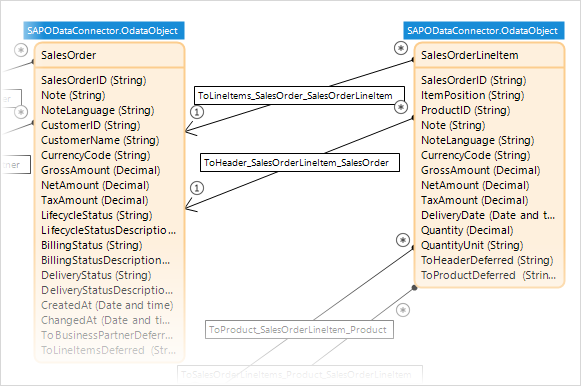 SAPODataConnector.OdataObject
SalesOrder
SalesOrderID (String)
Note (String)
NoteLanguage (String)
CustomerID (String)
CustomerName (String)
CurrencyCode (String)
GrossAmount (Decimal)
NetAmount (Decimal)
TaxAmount (Decimal)
LifecycleStatus (String)
LifecycleStatusDescriptio...
BillingStatus (String)
BillingStatusDescription...
DeliveryStatus (String)
DeliveryStatusDescriptio...
CreatedAt (Date and time)
ChangedAt (Date and ti...
ToBusinessPartnerDeferr...
ToLineItemsDeferred (Str...
ToLineItems_SalesOrder_SalesOrderLineItem
1
ToHeader_SalesOrderLineItem_SalesOrder
1
ToProduct_SalesOrderLineItem_Product
ToSalesOrderLineItems_Product_SalesOrderLineItem
SAPODataConnector.OdataObject
SalesOrderLineItem
SalesOrderID (String)
ItemPosition (String)
ProductID (String)
Note (String)
NoteLanguage (String)
CurrencyCode (String)
GrossAmount (Decimal)
NetAmount (Decimal)
TaxAmount (Decimal)
DeliveryDate (Date and t...
Quantity (Decimal)
QuantityUnit (String)
ToHeaderDeferred (String)
ToProductDeferred (Strin...